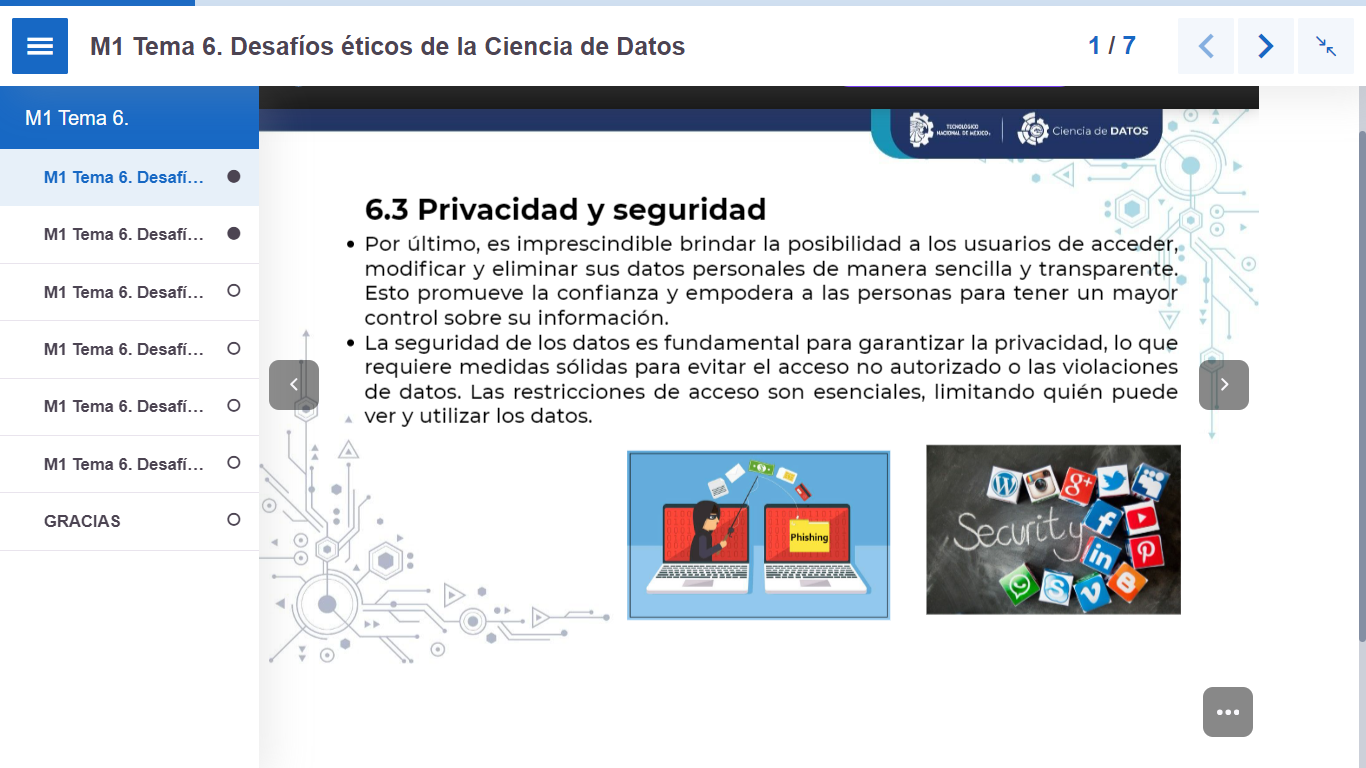 M1 Tema 6. Desafíos éticos de la Ciencia de Datos
1 / 7
M1 Tema 6.
M1 Tema 6. Desafí...
M1 Tema 6. Desafí...
M1 Tema 6. Desafí...
M1 Tema 6. Desafí...
M1 Tema 6. Desafí...
M1 Tema 6. Desafí...
GRACIAS
TECNOLÓGICO
NACIONAL DE MÉXICO
Ciencia de DATOS
6.3 Privacidad y seguridad
• Por último, es imprescindible brindar la posibilidad a los usuarios de acceder,
modificar y eliminar sus datos personales de manera sencilla y transparente.
Esto promueve la confianza y empodera a las personas para tener un mayor
control sobre su información.
• La seguridad de los datos es fundamental para garantizar la privacidad, lo que
requiere medidas sólidas para evitar el acceso no autorizado o las violaciones
de datos. Las restricciones de acceso son esenciales, limitando quién puede
ver y utilizar los datos.
Phishing
Security